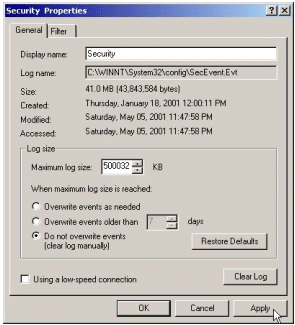 Security Properties
General Filter
Display name: Security
Log name: C:\WINNT\System32\config\SecEvent.Evt
Size: 41.0 MB (43,843,584 bytes)
Created: Thursday, January 18, 2001 12:00:11 PM
Modified: Saturday, May 05, 2001 11:47:58 PM
Accessed: Saturday, May 05, 2001 11:47:58 PM
Log size
Maximum log size: 500032 KB
When maximum log size is reached:
Overwrite events as needed
Overwrite events older than 7 days
Do not overwrite events
(clear log manually)
Restore Defaults
Using a low-speed connection
Clear Log
OK Cancel Apply